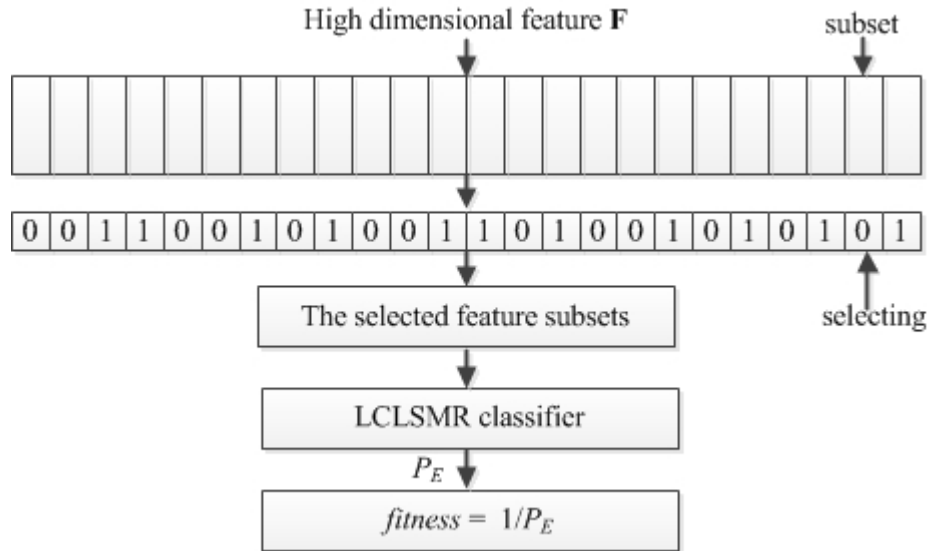 High dimensional feature F
subset
0 0 1 1 0 0 1 0 1 0 0 1 1 0 1 0 0 1 0 1 0 1 0 1
selecting
The selected feature subsets
LCLSMR classifier
P_E
fitness = 1/P_E